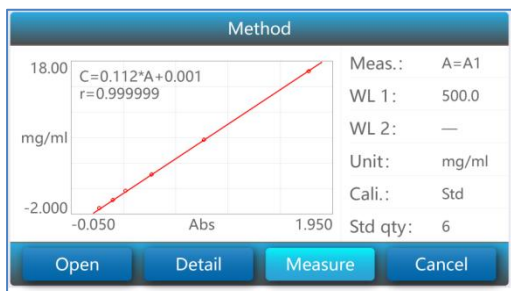 Method
18.00
C=0.112*A+0.001
r=0.999999
mg/ml
-2.000
-0.050 Abs 1.950
Meas.: A=A1
WL 1: 500.0
WL 2: —
Unit: mg/ml
Cali.: Std
Std qty: 6
Open Detail Measure Cancel